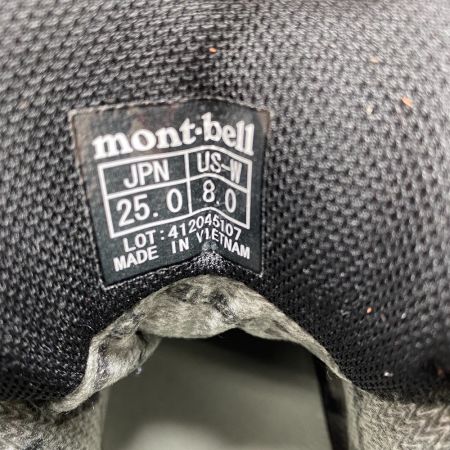 mont-bell
JPN US-W
25.0 8.0
LOT:412045107
MADE IN VIETNAM